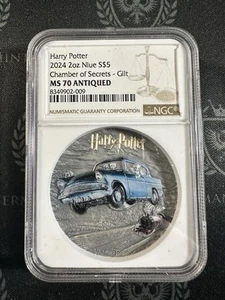 Harry Potter
2024 2oz Niue S$5
Chamber of Secrets - Gilt
MS 70 ANTIQUED
8349902-009
NGC
NUMISMATIC GUARANTY CORPORATION
Harry Potter